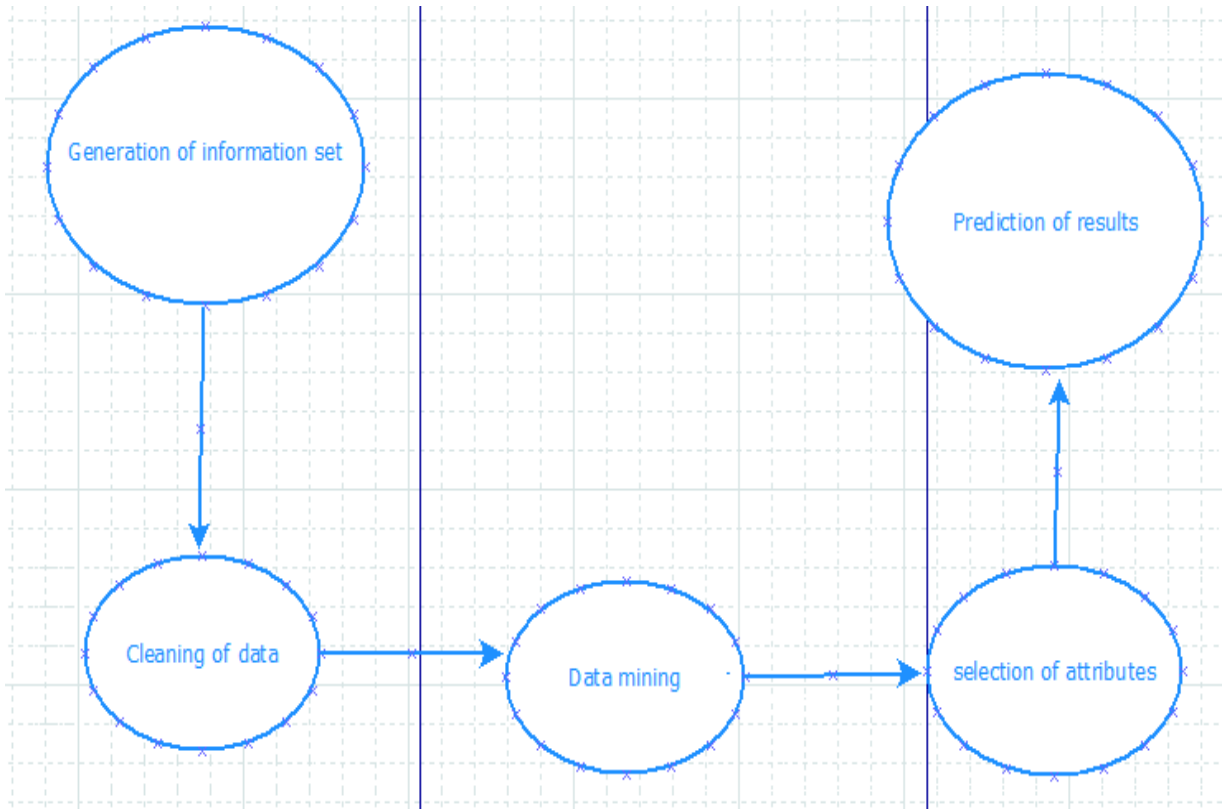 Generation of information set
Prediction of results
Cleaning of data
Data mining
selection of attributes